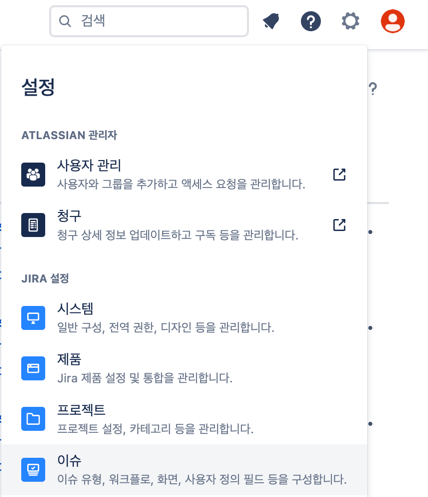 검색
설정
ATLASSIAN 관리자
사용자 관리
사용자와 그룹을 추가하고 액세스 요청을 관리합니다.
청구
청구 상세 정보 업데이트하고 구독 등을 관리합니다.
JIRA 설정
시스템
일반 구성, 전역 권한, 디자인 등을 관리합니다.
제품
Jira 제품 설정 및 통합을 관리합니다.
프로젝트
프로젝트 설정, 카테고리 등을 관리합니다.
이슈
이슈 유형, 워크플로, 화면, 사용자 정의 필드 등을 구성합니다.